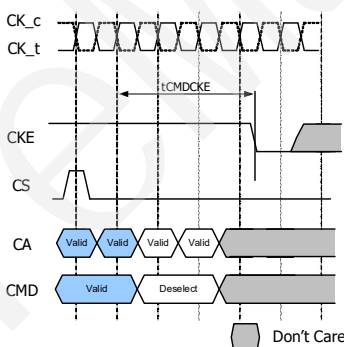 CK_c
CK_t
tCMDCKE
CKE
CS
CA Valid Valid Valid Valid
CMD Valid Deselect
Don't Care